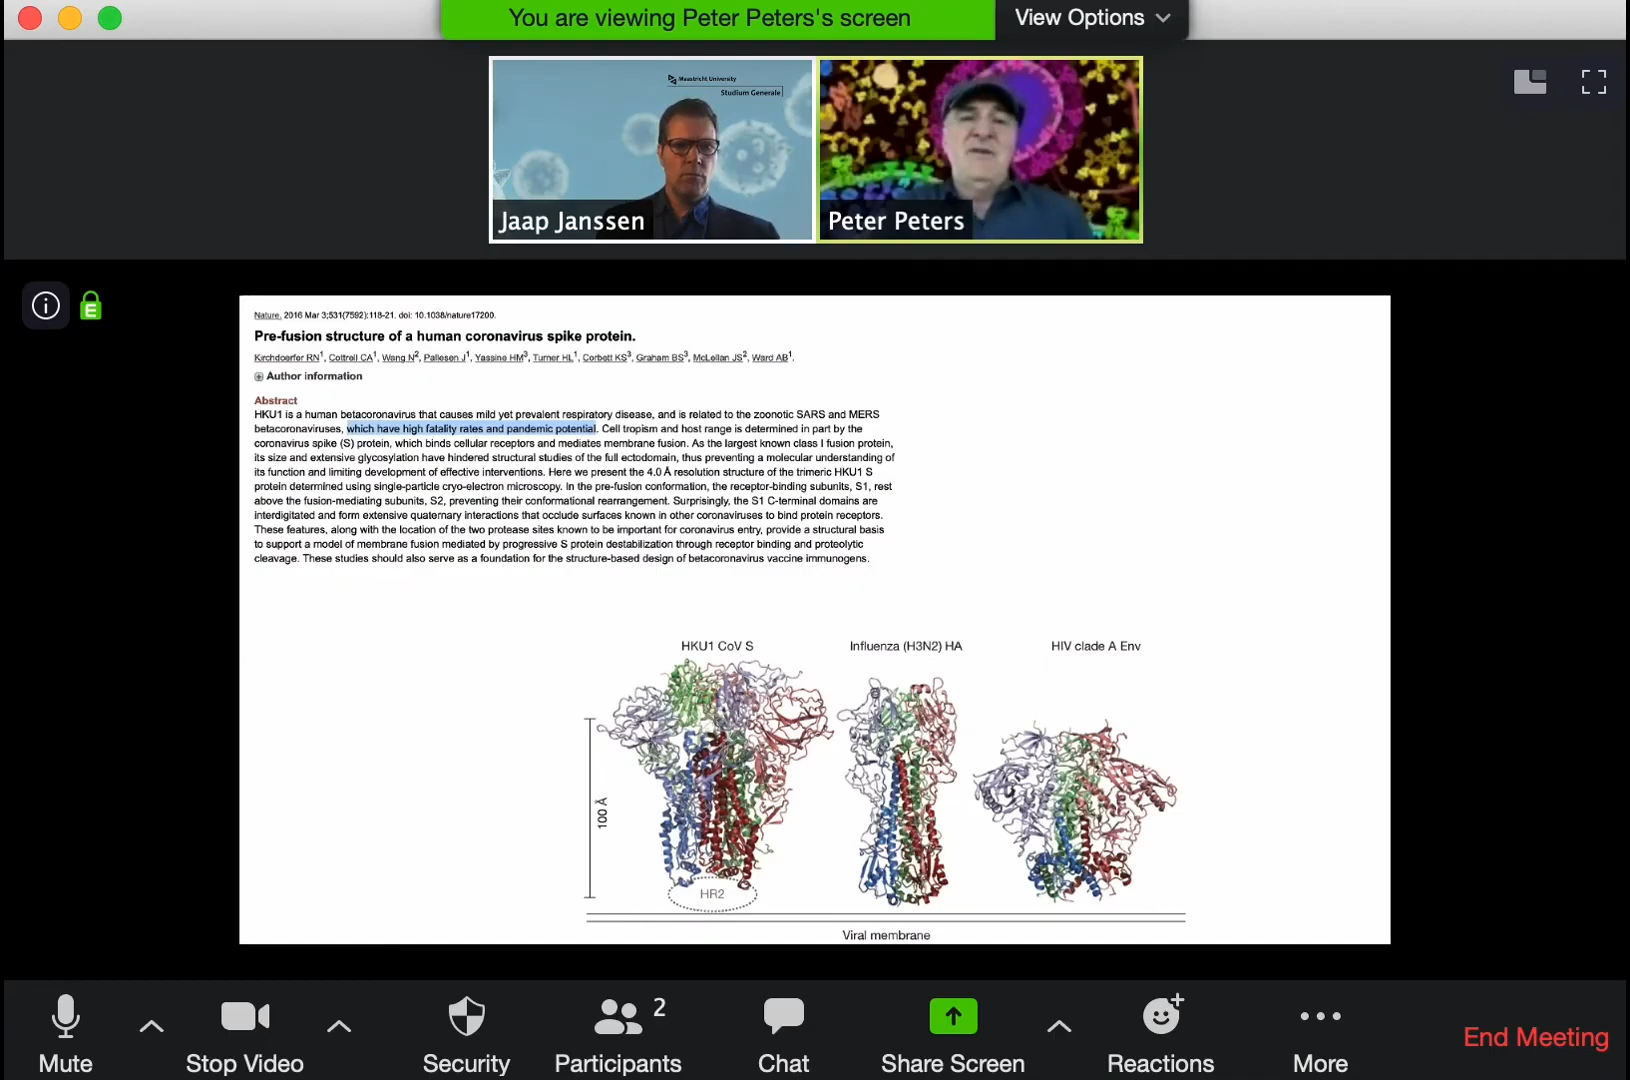 You are viewing Peter Peters's screen
View Options
Maastricht University
Studium Generale
Jaap Janssen
Peter Peters
Nature. 2016 Mar 3;531(7592):118-21. doi: 10.1038/nature17200.
Pre-fusion structure of a human coronavirus spike protein.
Kirchdoerfer RN1, Cottrell CA1, Wang N2, Pallesen J1, Yassine HM3, Turner HL1, Corbett KS3, Graham BS3, McLellan JS2, Ward AB1.
Author information
Abstract
HKU1 is a human betacoronavirus that causes mild yet prevalent respiratory disease, and is related to the zoonotic SARS and MERS
betacoronaviruses, which have high fatality rates and pandemic potential. Cell tropism and host range is determined in part by the
coronavirus spike (S) protein, which binds cellular receptors and mediates membrane fusion. As the largest known class I fusion protein,
its size and extensive glycosylation have hindered structural studies of the full ectodomain, thus preventing a molecular understanding of
its function and limiting development of effective interventions. Here we present the 4.0 Å resolution structure of the trimeric HKU1 S
protein determined using single-particle cryo-electron microscopy. In the pre-fusion conformation, the receptor-binding subunits, S1, rest
above the fusion-mediating subunits, S2, preventing their conformational rearrangement. Surprisingly, the S1 C-terminal domains are
interdigitated and form extensive quaternary interactions that occlude surfaces known in other coronaviruses to bind protein receptors.
These features, along with the location of the two protease sites known to be important for coronavirus entry, provide a structural basis
to support a model of membrane fusion mediated by progressive S protein destabilization through receptor binding and proteolytic
cleavage. These studies should also serve as a foundation for the structure-based design of betacoronavirus vaccine immunogens.
HKU1 CoV S
Influenza (H3N2) HA
HIV clade A Env
100 Å
HR2
Viral membrane
E
2
Mute
Stop Video
Security
Participants
Chat
Share Screen
Reactions
More
End Meeting